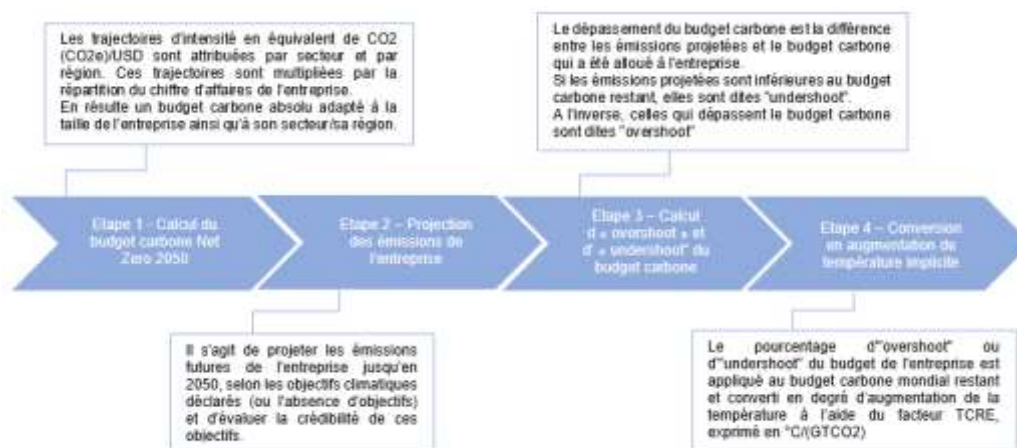 Les trajectoires d'intensité en équivalent de CO2
(CO2e)/USD sont attribuées par secteur et par
région. Ces trajectoires sont multipliées par la
répartition du chiffre d'affaires de l'entreprise.
En résulte un budget carbone absolu adapté à la
taille de l'entreprise ainsi qu'à son secteur/sa région.
Le dépassement du budget carbone est la différence
entre les émissions projetées et le budget carbone
qui a été alloué à l'entreprise.
Si les émissions projetées sont inférieures au budget
carbone restant, elles sont dites "undershoot".
A l'inverse, celles qui dépassent le budget carbone
sont dites "overshoot"
Etape 1 - Calcul du
budget carbone Net
Zero 2050
Etape 2 – Projection
des émissions de
l'entreprise
Etape 3 – Calcul
d « overshoot » et
d' « undershoot" du
budget carbone
Etape 4 – Conversion
en augmentation de
température implicite
Il s'agit de projeter les émissions
futures de l'entreprise jusqu'en
2050, selon les objectifs climatiques
déclarés (ou l'absence d'objectifs)
et d'évaluer la crédibilité de ces
objectifs.
Le pourcentage d'"overshoot" ou
d'"undershoot" du budget de l'entreprise est
appliqué au budget carbone mondial restant
et converti en degré d'augmentation de la
température à l'aide du facteur TCRE,
exprimé en °C/(GTCO2)